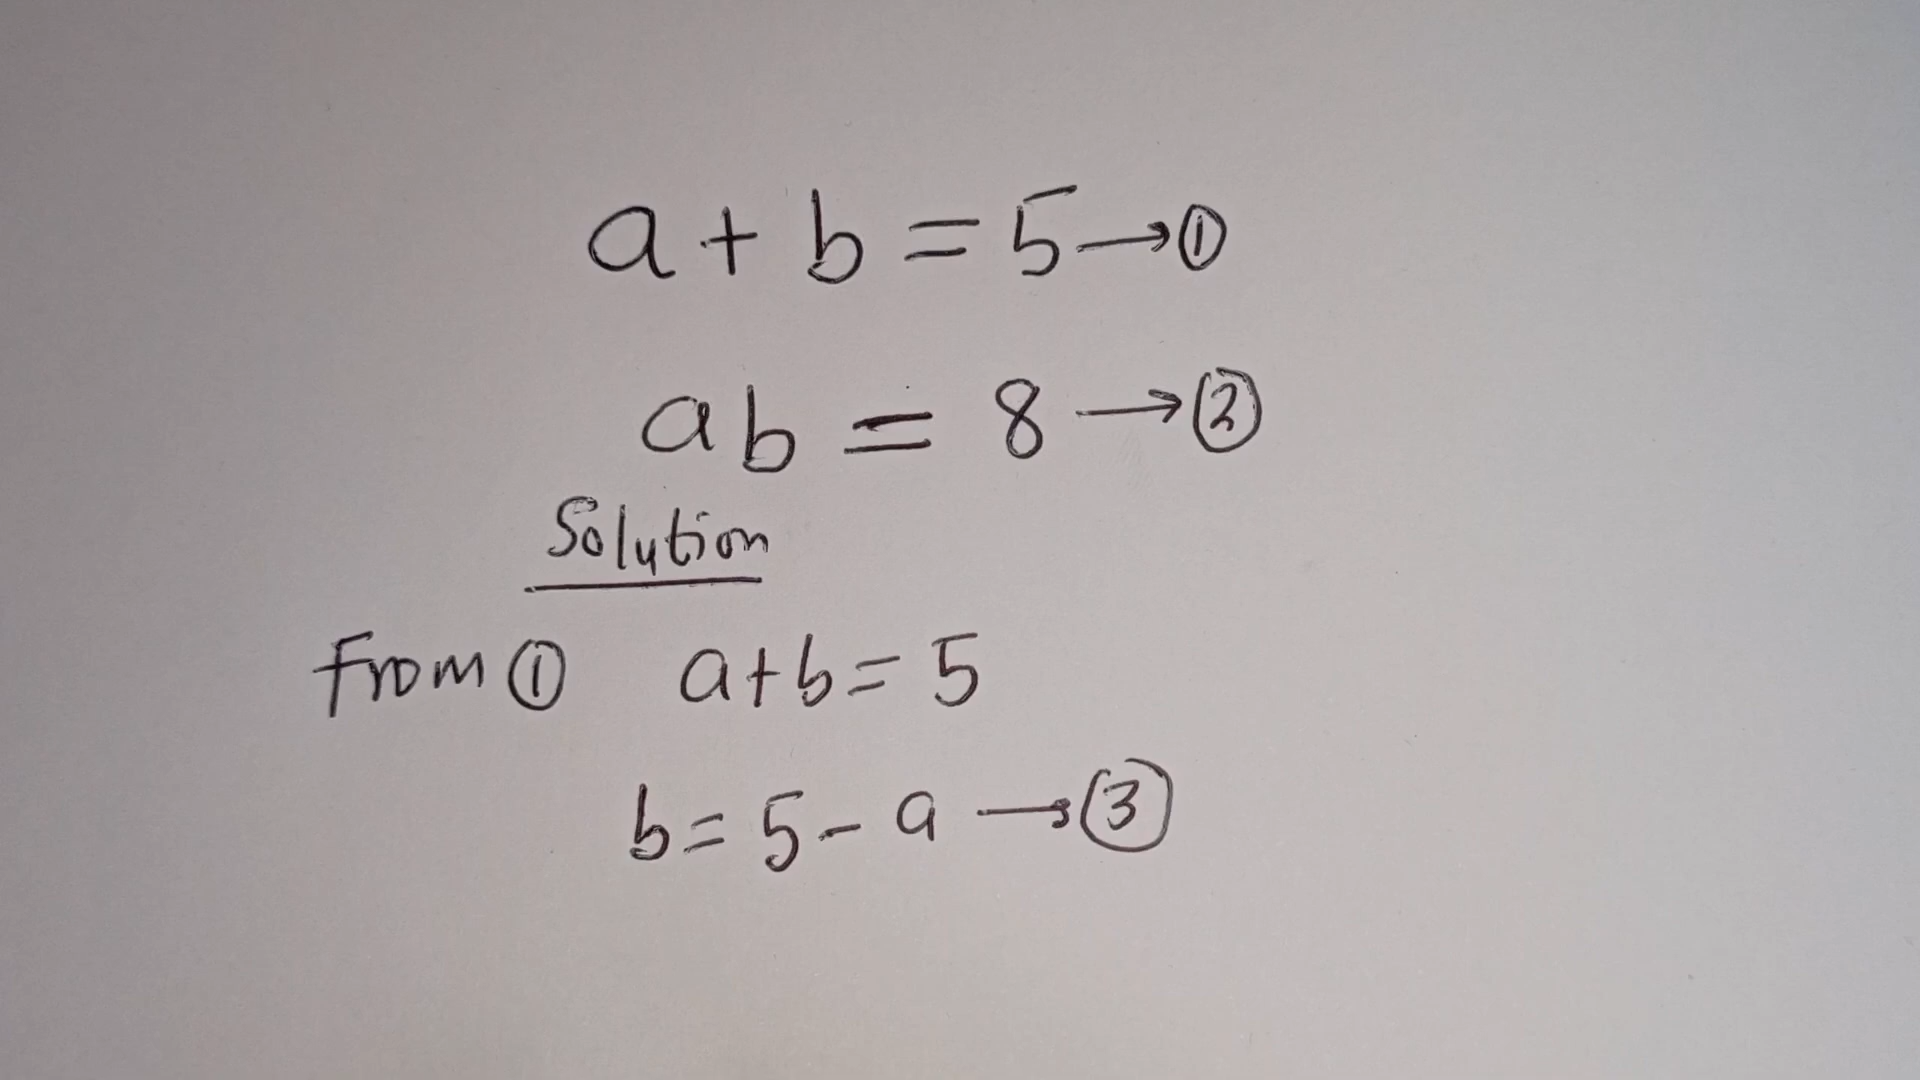 a + b = 5 → ①
ab = 8 → ②
Solution
From ① a+b = 5
b = 5 - a → ③